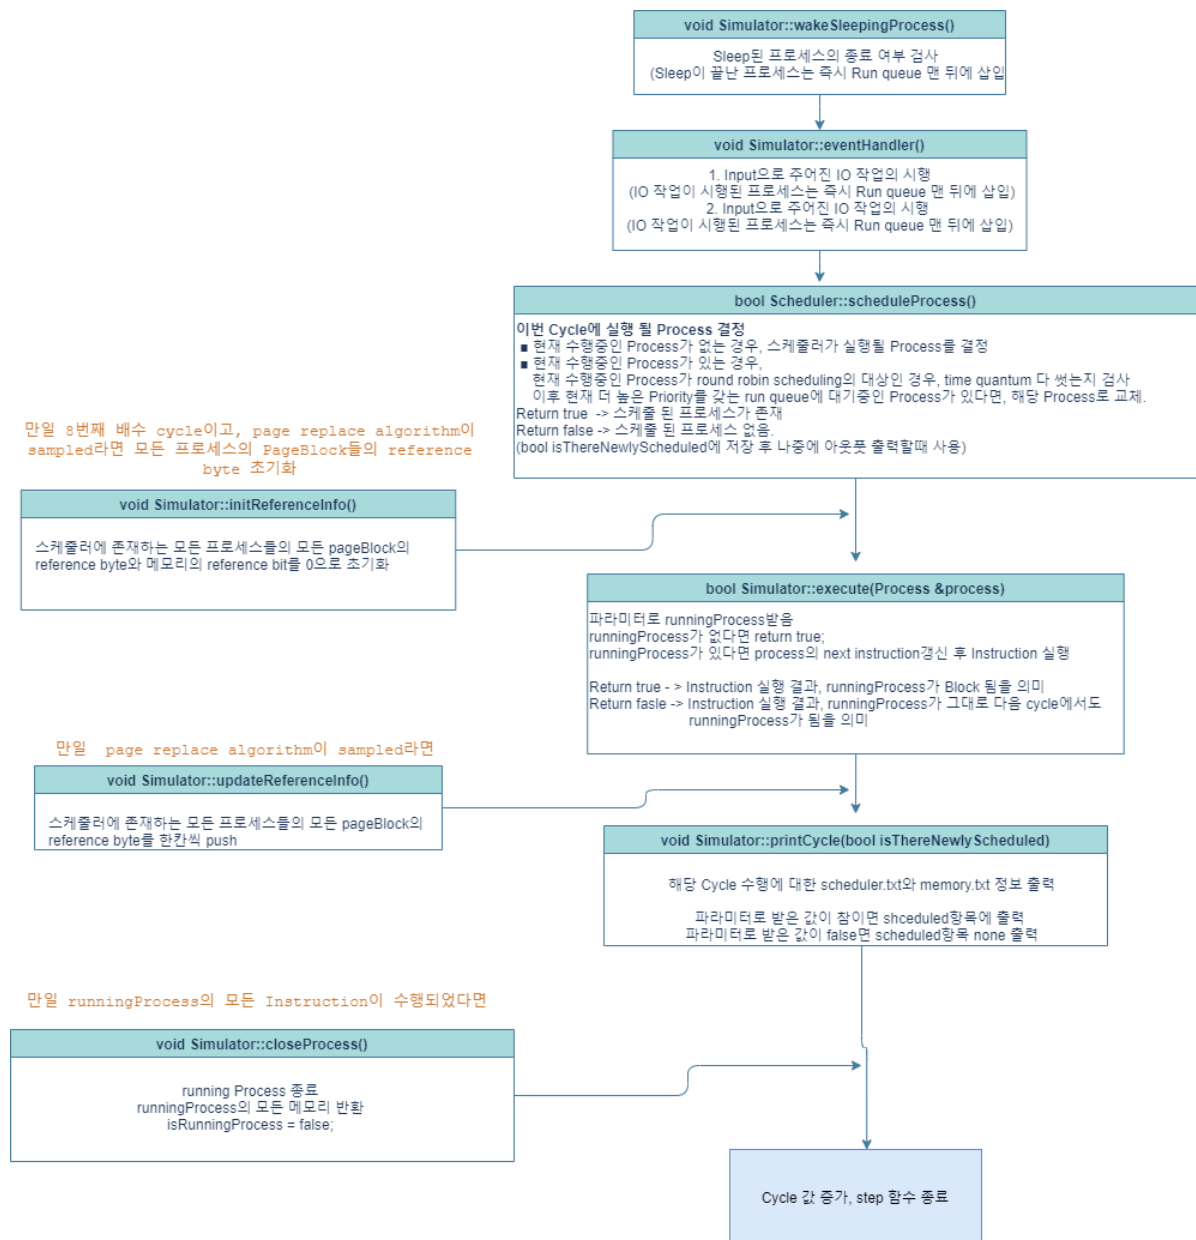 void Simulator::wakeSleepingProcess()
Sleep된 프로세스의 종료 여부 검사
(Sleep이 끝난 프로세스는 즉시 Run queue 맨 뒤에 삽입
void Simulator::eventHandler()
1. Input으로 주어진 IO 작업의 시행
(IO 작업이 시행된 프로세스는 즉시 Run queue 맨 뒤에 삽입)
2. Input으로 주어진 IO 작업의 시행
(IO 작업이 시행된 프로세스는 즉시 Run queue 맨 뒤에 삽입)
bool Scheduler::scheduleProcess()
이번 Cycle에 실행 될 Process 결정
■ 현재 수행중인 Process가 없는 경우, 스케줄러가 실행될 Process를 결정
■ 현재 수행중인 Process가 있는 경우,
현재 수행중인 Process가 round robin scheduling의 대상인 경우, time quantum 다 썻는지 검사
이후 현재 더 높은 Priority를 갖는 run queue에 대기중인 Process가 있다면, 해당 Process로 교체.
Return true -> 스케줄 된 프로세스가 존재
Return false -> 스케줄 된 프로세스 없음.
(bool isThereNewlyScheduled에 저장 후 나중에 아웃풋 출력할때 사용)
만일 8번째 배수 cycle이고, page replace algorithm이
sampled라면 모든 프로세스의 PageBlock들의 reference
byte 초기화
void Simulator::initReferenceInfo()
스케줄러에 존재하는 모든 프로세스들의 모든 pageBlock의
reference byte와 메모리의 reference bit를 0으로 초기화
bool Simulator::execute(Process &process)
파라미터로 runningProcess받음
runningProcess가 없다면 return true;
runningProcess가 있다면 process의 next instruction갱신 후 Instruction 실행
Return true - > Instruction 실행 결과, runningProcess가 Block 됨을 의미
Return fasle -> Instruction 실행 결과, runningProcess가 그대로 다음 cycle에서도
runningProcess가 됨을 의미
만일 page replace algorithm이 sampled라면
void Simulator::updateReferenceInfo()
스케줄러에 존재하는 모든 프로세스들의 모든 pageBlock의
reference byte를 한칸씩 push
void Simulator::printCycle(bool isThereNewlyScheduled)
해당 Cycle 수행에 대한 scheduler.txt와 memory.txt 정보 출력
파라미터로 받은 값이 참이면 shceduled항목에 출력
파라미터로 받은 값이 false면 scheduled항목 none 출력
만일 runningProcess의 모든 Instruction이 수행되었다면
void Simulator::closeProcess()
running Process 종료
runningProcess의 모든 메모리 반환
isRunningProcess = false;
Cycle 값 증가, step 함수 종료